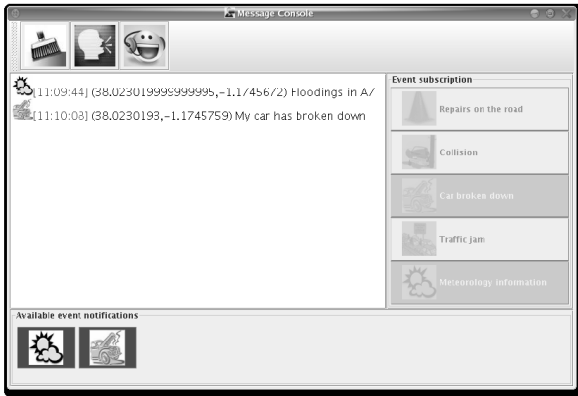 Message Console
[11:09:44] (38.023019999999995,-1.1745672) Floodings in A7
[11:10:08] (38.0230193,-1.1745759) My car has broken down
Event subscription
Repairs on the road
Collision
Car broken down
Traffic jam
Meteorology information
Available event notifications